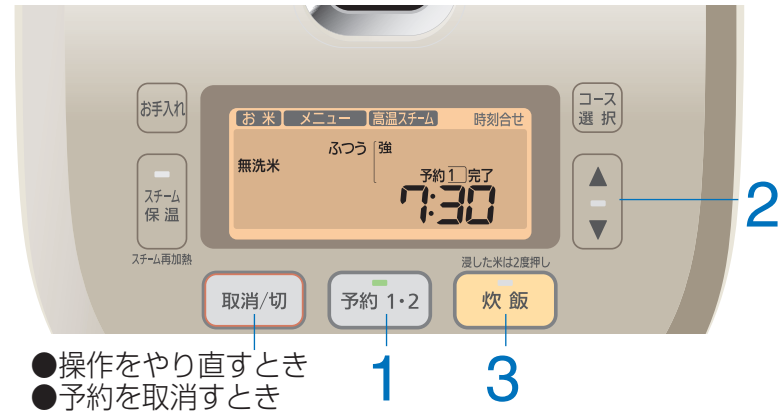 お手入れ
お米 メニュー 高温スチーム 時刻合せ
コース
選択
ふつう 強
無洗米
予約1 完了
7:30
スチーム
保温
スチーム再加熱
▲
▼
2
浸した米は2度押し
取消/切
予約 1・2
炊飯
●操作をやり直すとき
●予約を取消すとき
1
3